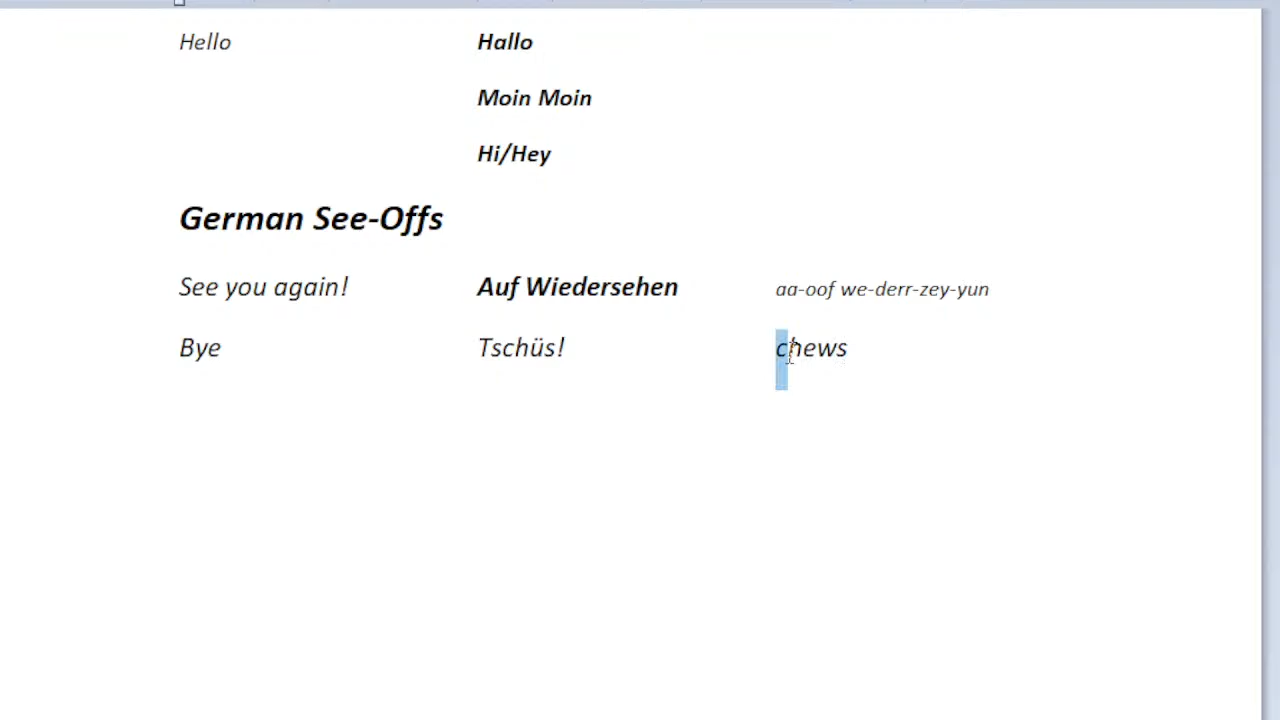 Hello Hallo
Moin Moin
Hi/Hey
German See-Offs
See you again! Auf Wiedersehen aa-oof we-derr-zey-yun
Bye Tschüs! chews